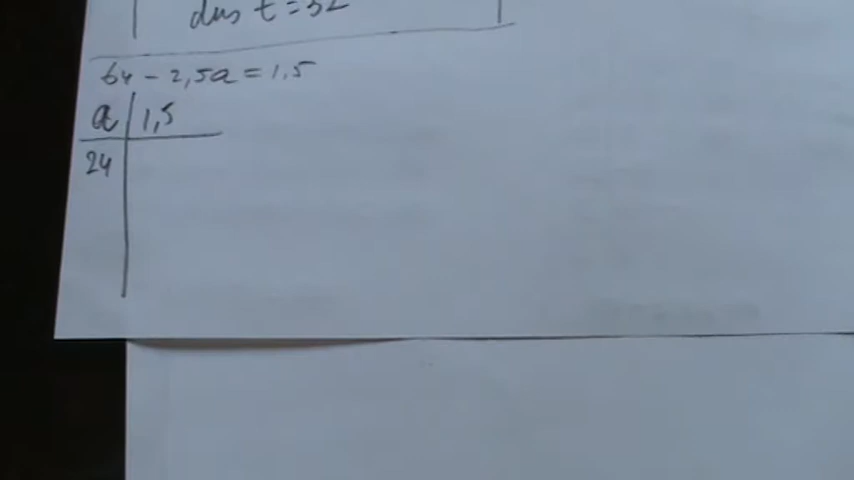 dus t = 32
64 - 2,5a = 1,5
a | 1,5
24